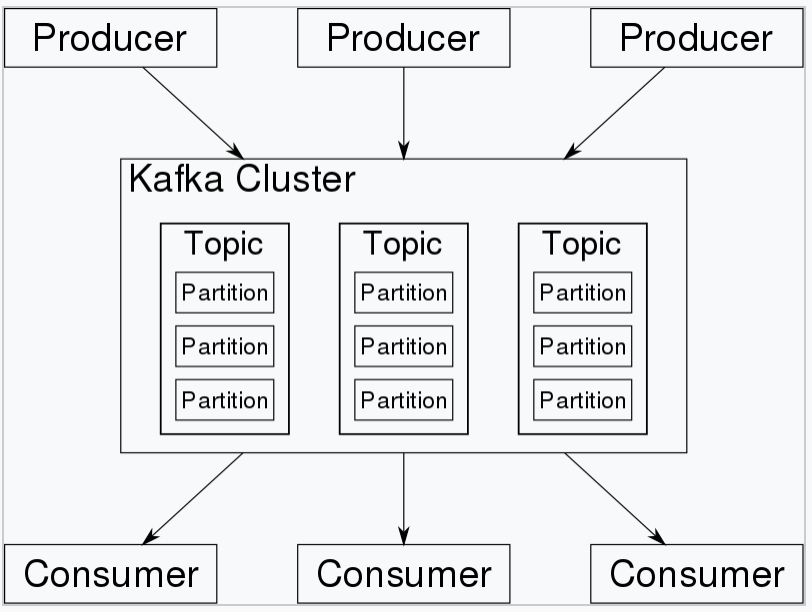 Producer Producer Producer
Kafka Cluster
Topic Topic Topic
Partition Partition Partition
Partition Partition Partition
Partition Partition Partition
Consumer Consumer Consumer